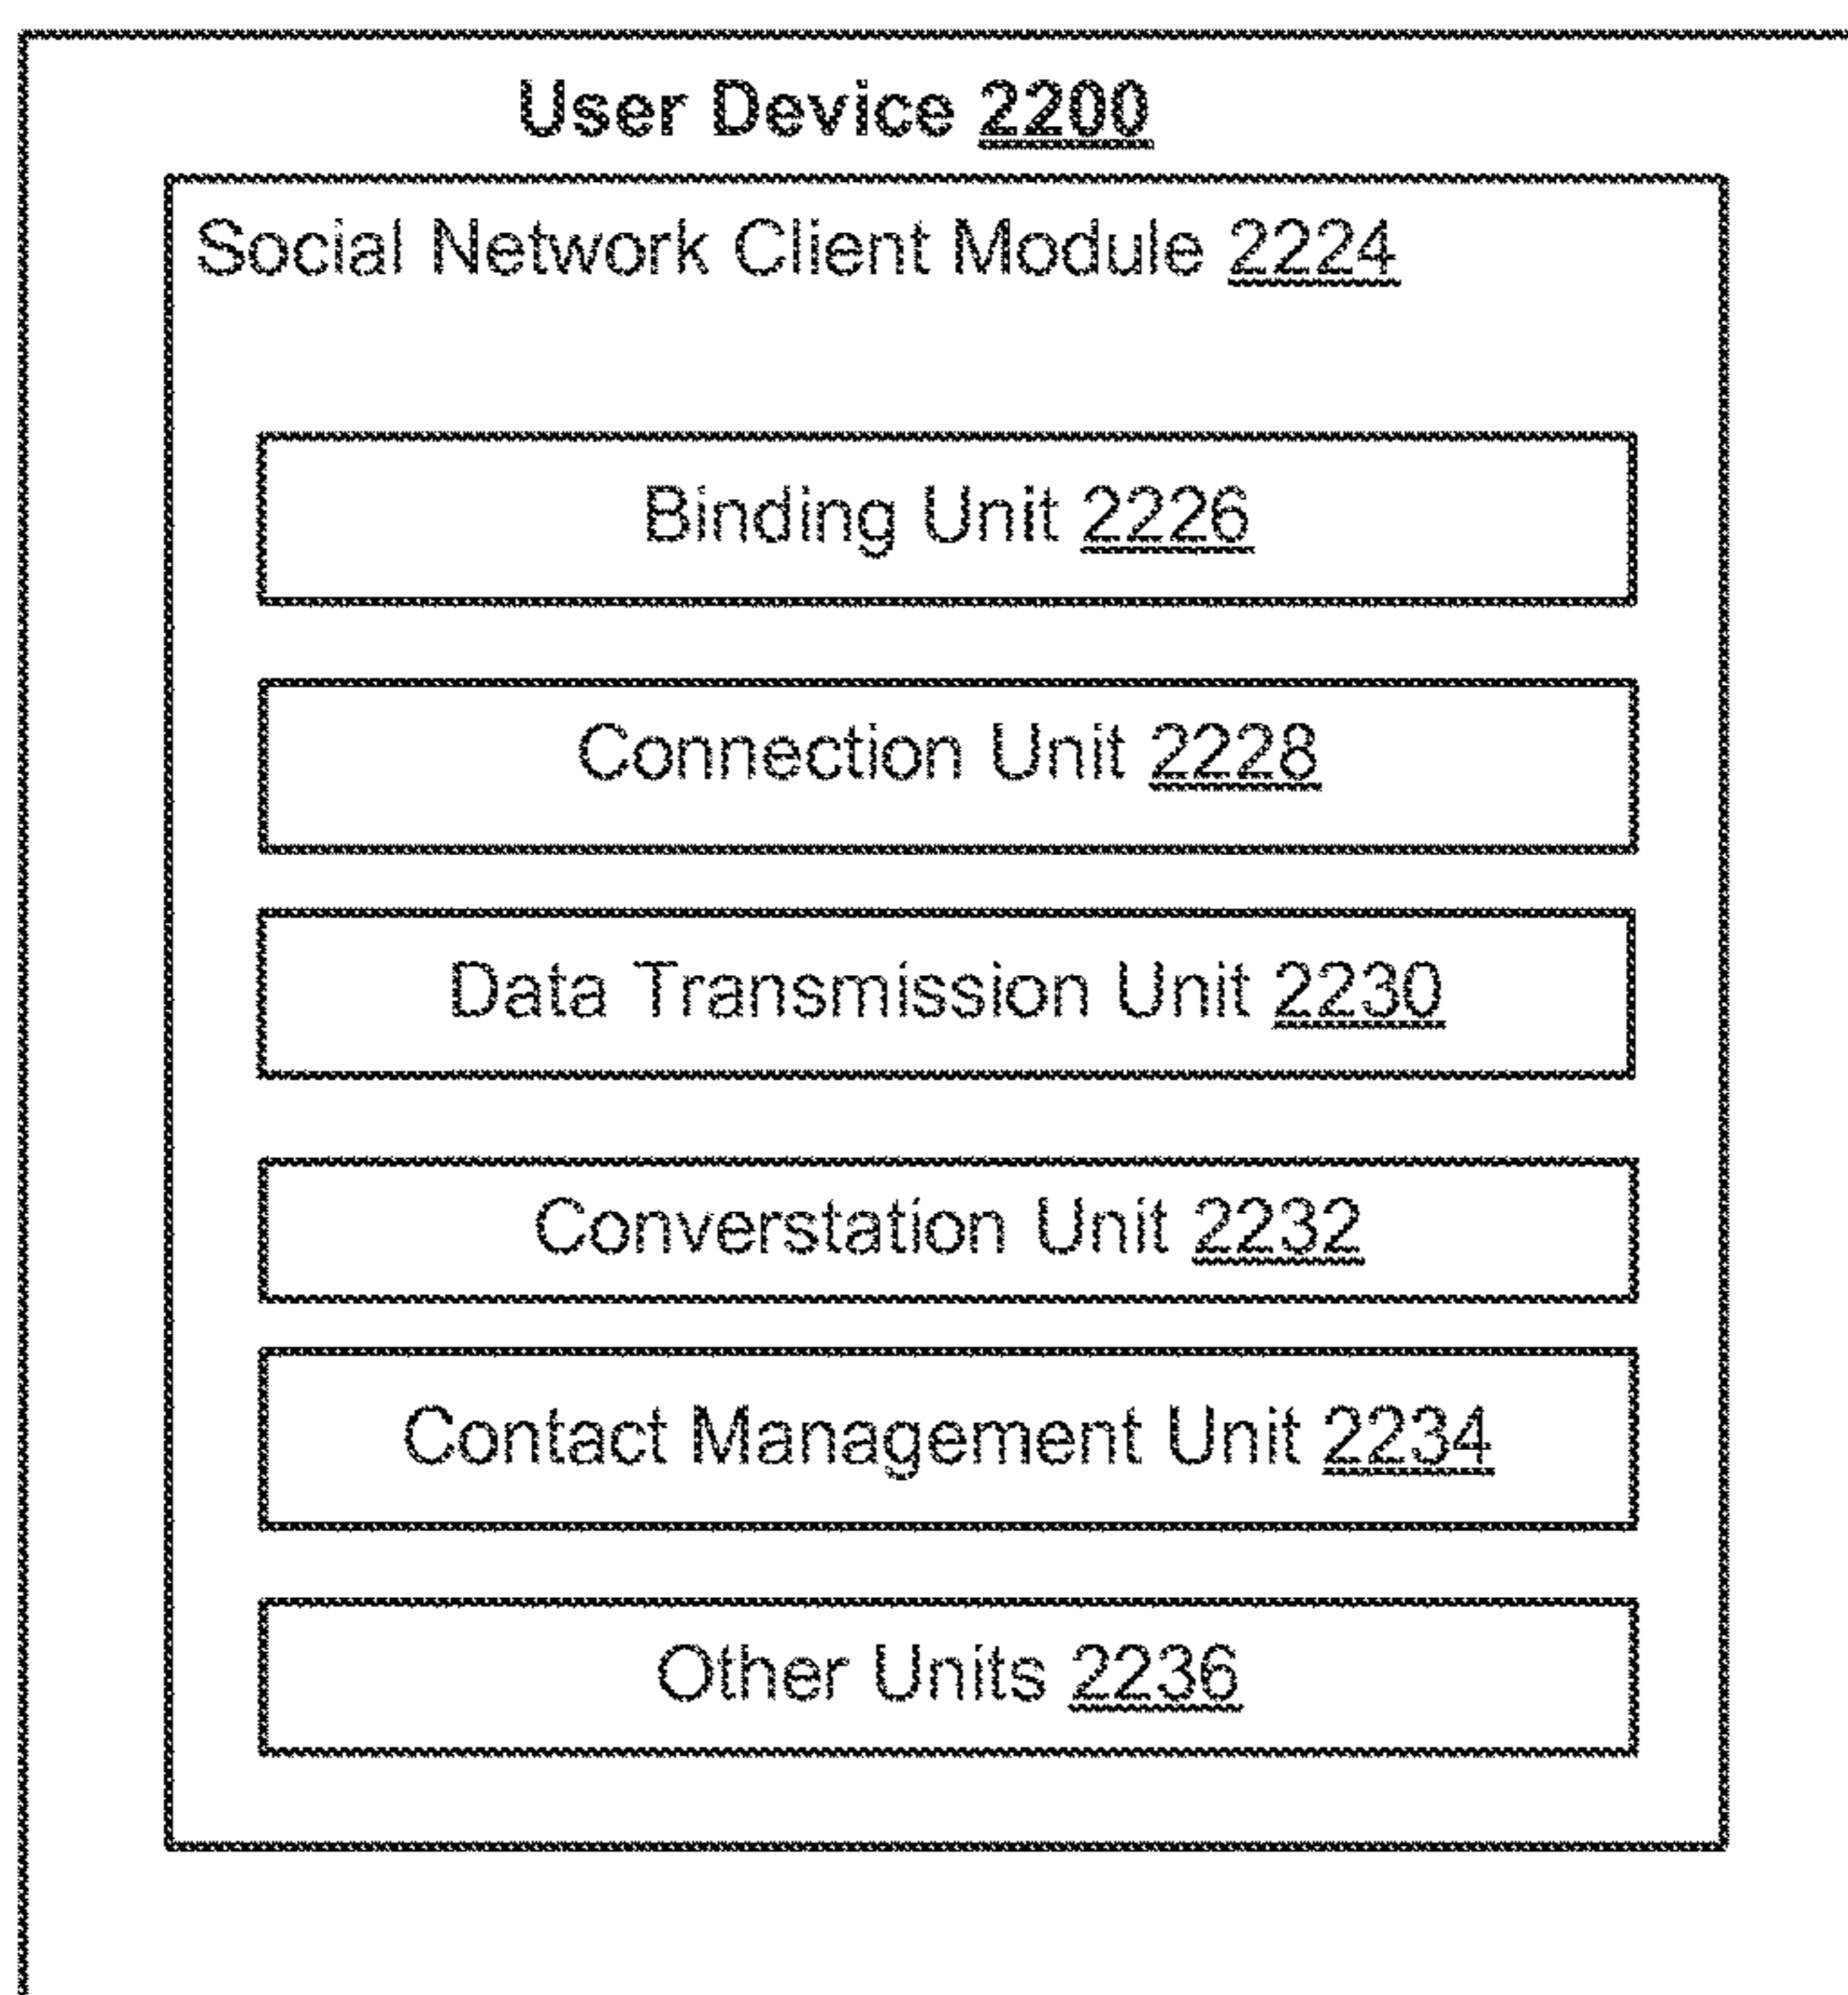 User Device 2200
Social Network Client Module 2224
Binding Unit 2226
Connection Unit 2228
Data Transmission Unit 2230
Converstation Unit 2232
Contact Management Unit 2234
Other Units 2236